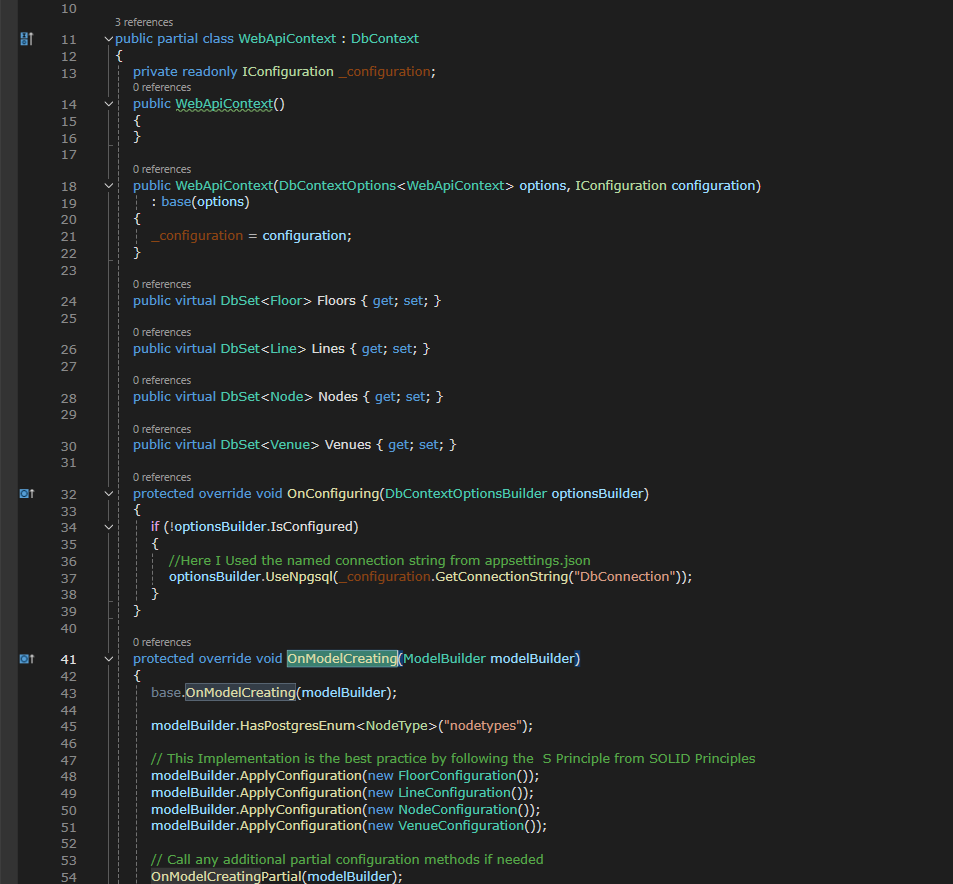 10
3 references
11 public partial class WebApiContext : DbContext
12 {
13 private readonly IConfiguration _configuration;
0 references
14 public WebApiContext()
15 {
16 }
17
0 references
18 public WebApiContext(DbContextOptions<WebApiContext> options, IConfiguration configuration)
19 : base(options)
20 {
21 _configuration = configuration;
22 }
23
0 references
24 public virtual DbSet<Floor> Floors { get; set; }
25
0 references
26 public virtual DbSet<Line> Lines { get; set; }
27
0 references
28 public virtual DbSet<Node> Nodes { get; set; }
29
0 references
30 public virtual DbSet<Venue> Venues { get; set; }
31
0 references
32 protected override void OnConfiguring(DbContextOptionsBuilder optionsBuilder)
33 {
34 if (!optionsBuilder.IsConfigured)
35 {
36 //Here I Used the named connection string from appsettings.json
37 optionsBuilder.UseNpgsql(_configuration.GetConnectionString("DbConnection"));
38 }
39 }
40
0 references
41 protected override void OnModelCreating(ModelBuilder modelBuilder)
42 {
43 base.OnModelCreating(modelBuilder);
44
45 modelBuilder.HasPostgresEnum<NodeType>("nodetypes");
46
47 // This Implementation is the best practice by following the  S Principle from SOLID Principles
48 modelBuilder.ApplyConfiguration(new FloorConfiguration());
49 modelBuilder.ApplyConfiguration(new LineConfiguration());
50 modelBuilder.ApplyConfiguration(new NodeConfiguration());
51 modelBuilder.ApplyConfiguration(new VenueConfiguration());
52
53 // Call any additional partial configuration methods if needed
54 OnModelCreatingPartial(modelBuilder);